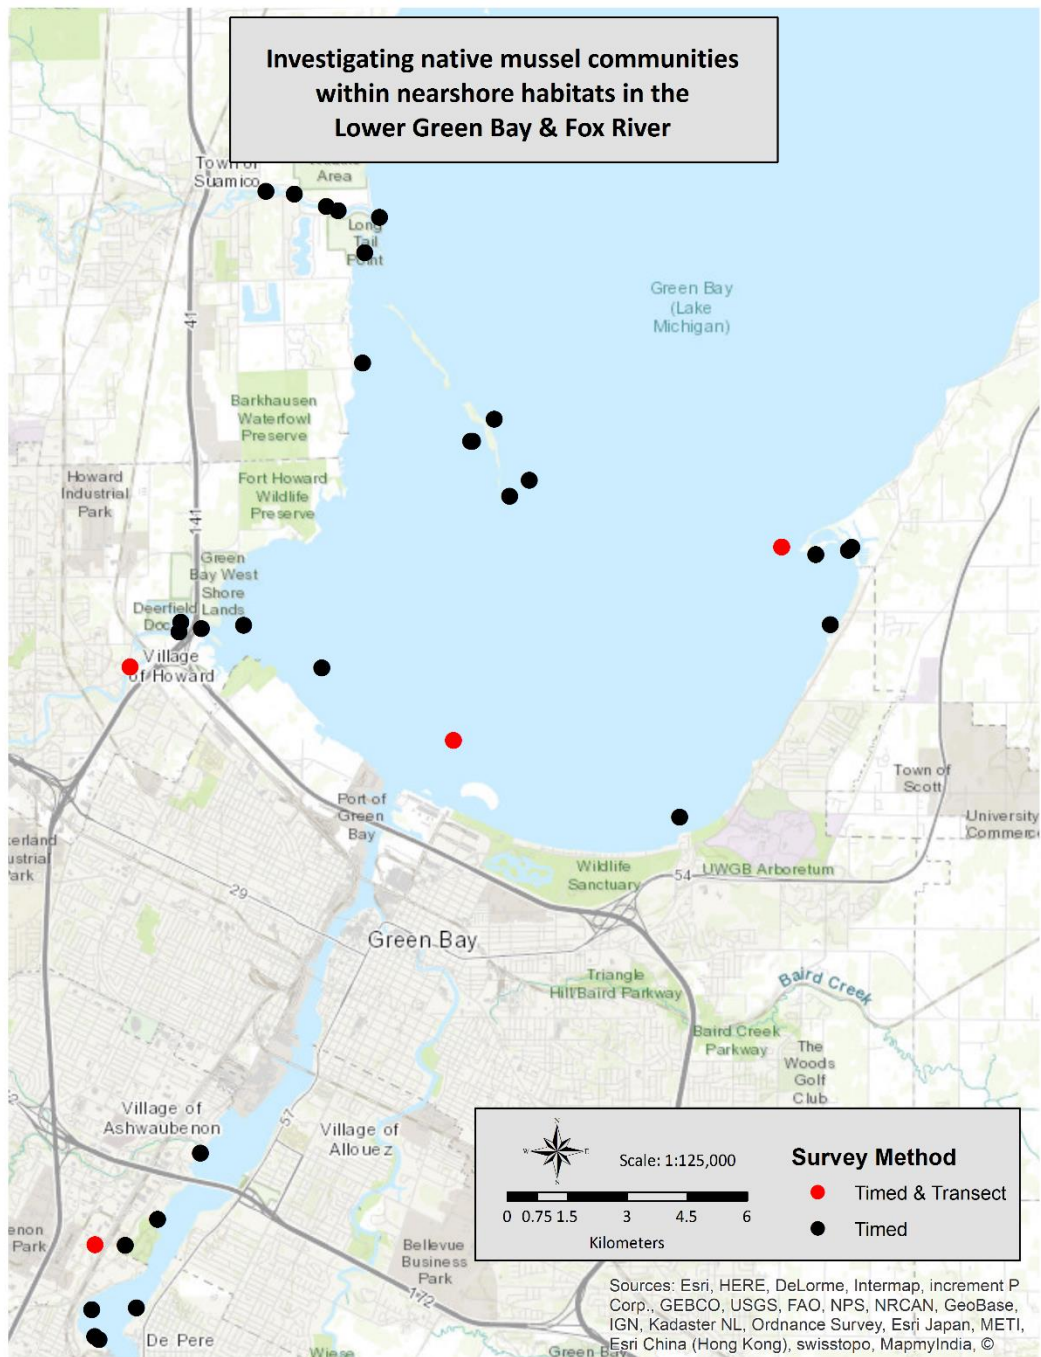 Investigating native mussel communities
within nearshore habitats in the
Lower Green Bay & Fox River
Town of
Suamico
Area
Long
Tail
Point
Green Bay
(Lake
Michigan)
41
Barkhausen
Waterfowl
Preserve
Howard
Industrial
Park
Fort Howard
Wildlife
Preserve
141
Green
Bay West
Shore
Lands
Deerfield
Village
of Howard
Town of
Scott
Port of
Green
Bay
University
Commerce
Park
Wildlife
Sanctuary
54
UWGB Arboretum
29
Green Bay
Triangle
Hill/Baird Parkway
Baird Creek
Baird Creek
Parkway
The
Woods
Golf
Club
Village of
Ashwaubenon
57
Village of
Allouez
N
W E
S
Scale: 1:125,000
0 0.75 1.5 3 4.5 6
Kilometers
Survey Method
Timed & Transect
Timed
Park
Bellevue
Business
Park
172
De Pere
Green Bay
Sources: Esri, HERE, DeLorme, Intermap, increment P
Corp., GEBCO, USGS, FAO, NPS, NRCAN, GeoBase,
IGN, Kadaster NL, Ordnance Survey, Esri Japan, METI,
Esri China (Hong Kong), swisstopo, MapmyIndia, ©